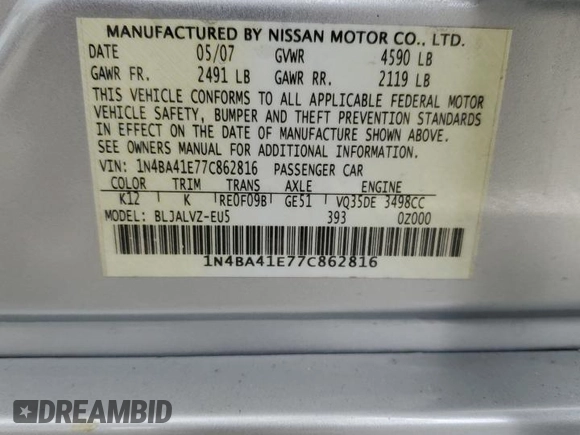 MANUFACTURED BY NISSAN MOTOR CO., LTD.
DATE 05/07 GVWR 4590 LB
GAWR FR. 2491 LB GAWR RR. 2119 LB
THIS VEHICLE CONFORMS TO ALL APPLICABLE FEDERAL MOTOR
VEHICLE SAFETY, BUMPER AND THEFT PREVENTION STANDARDS
IN EFFECT ON THE DATE OF MANUFACTURE SHOWN ABOVE.
SEE OWNERS MANUAL FOR ADDITIONAL INFORMATION.
VIN: 1N4BA41E77C862816 PASSENGER CAR
COLOR TRIM TRANS AXLE ENGINE
K12 K RE0F09B GE51 VQ35DE 3498CC
MODEL: BLJALVZ-EU5 393 0Z000
1N4BA41E77C862816
DREAMBID